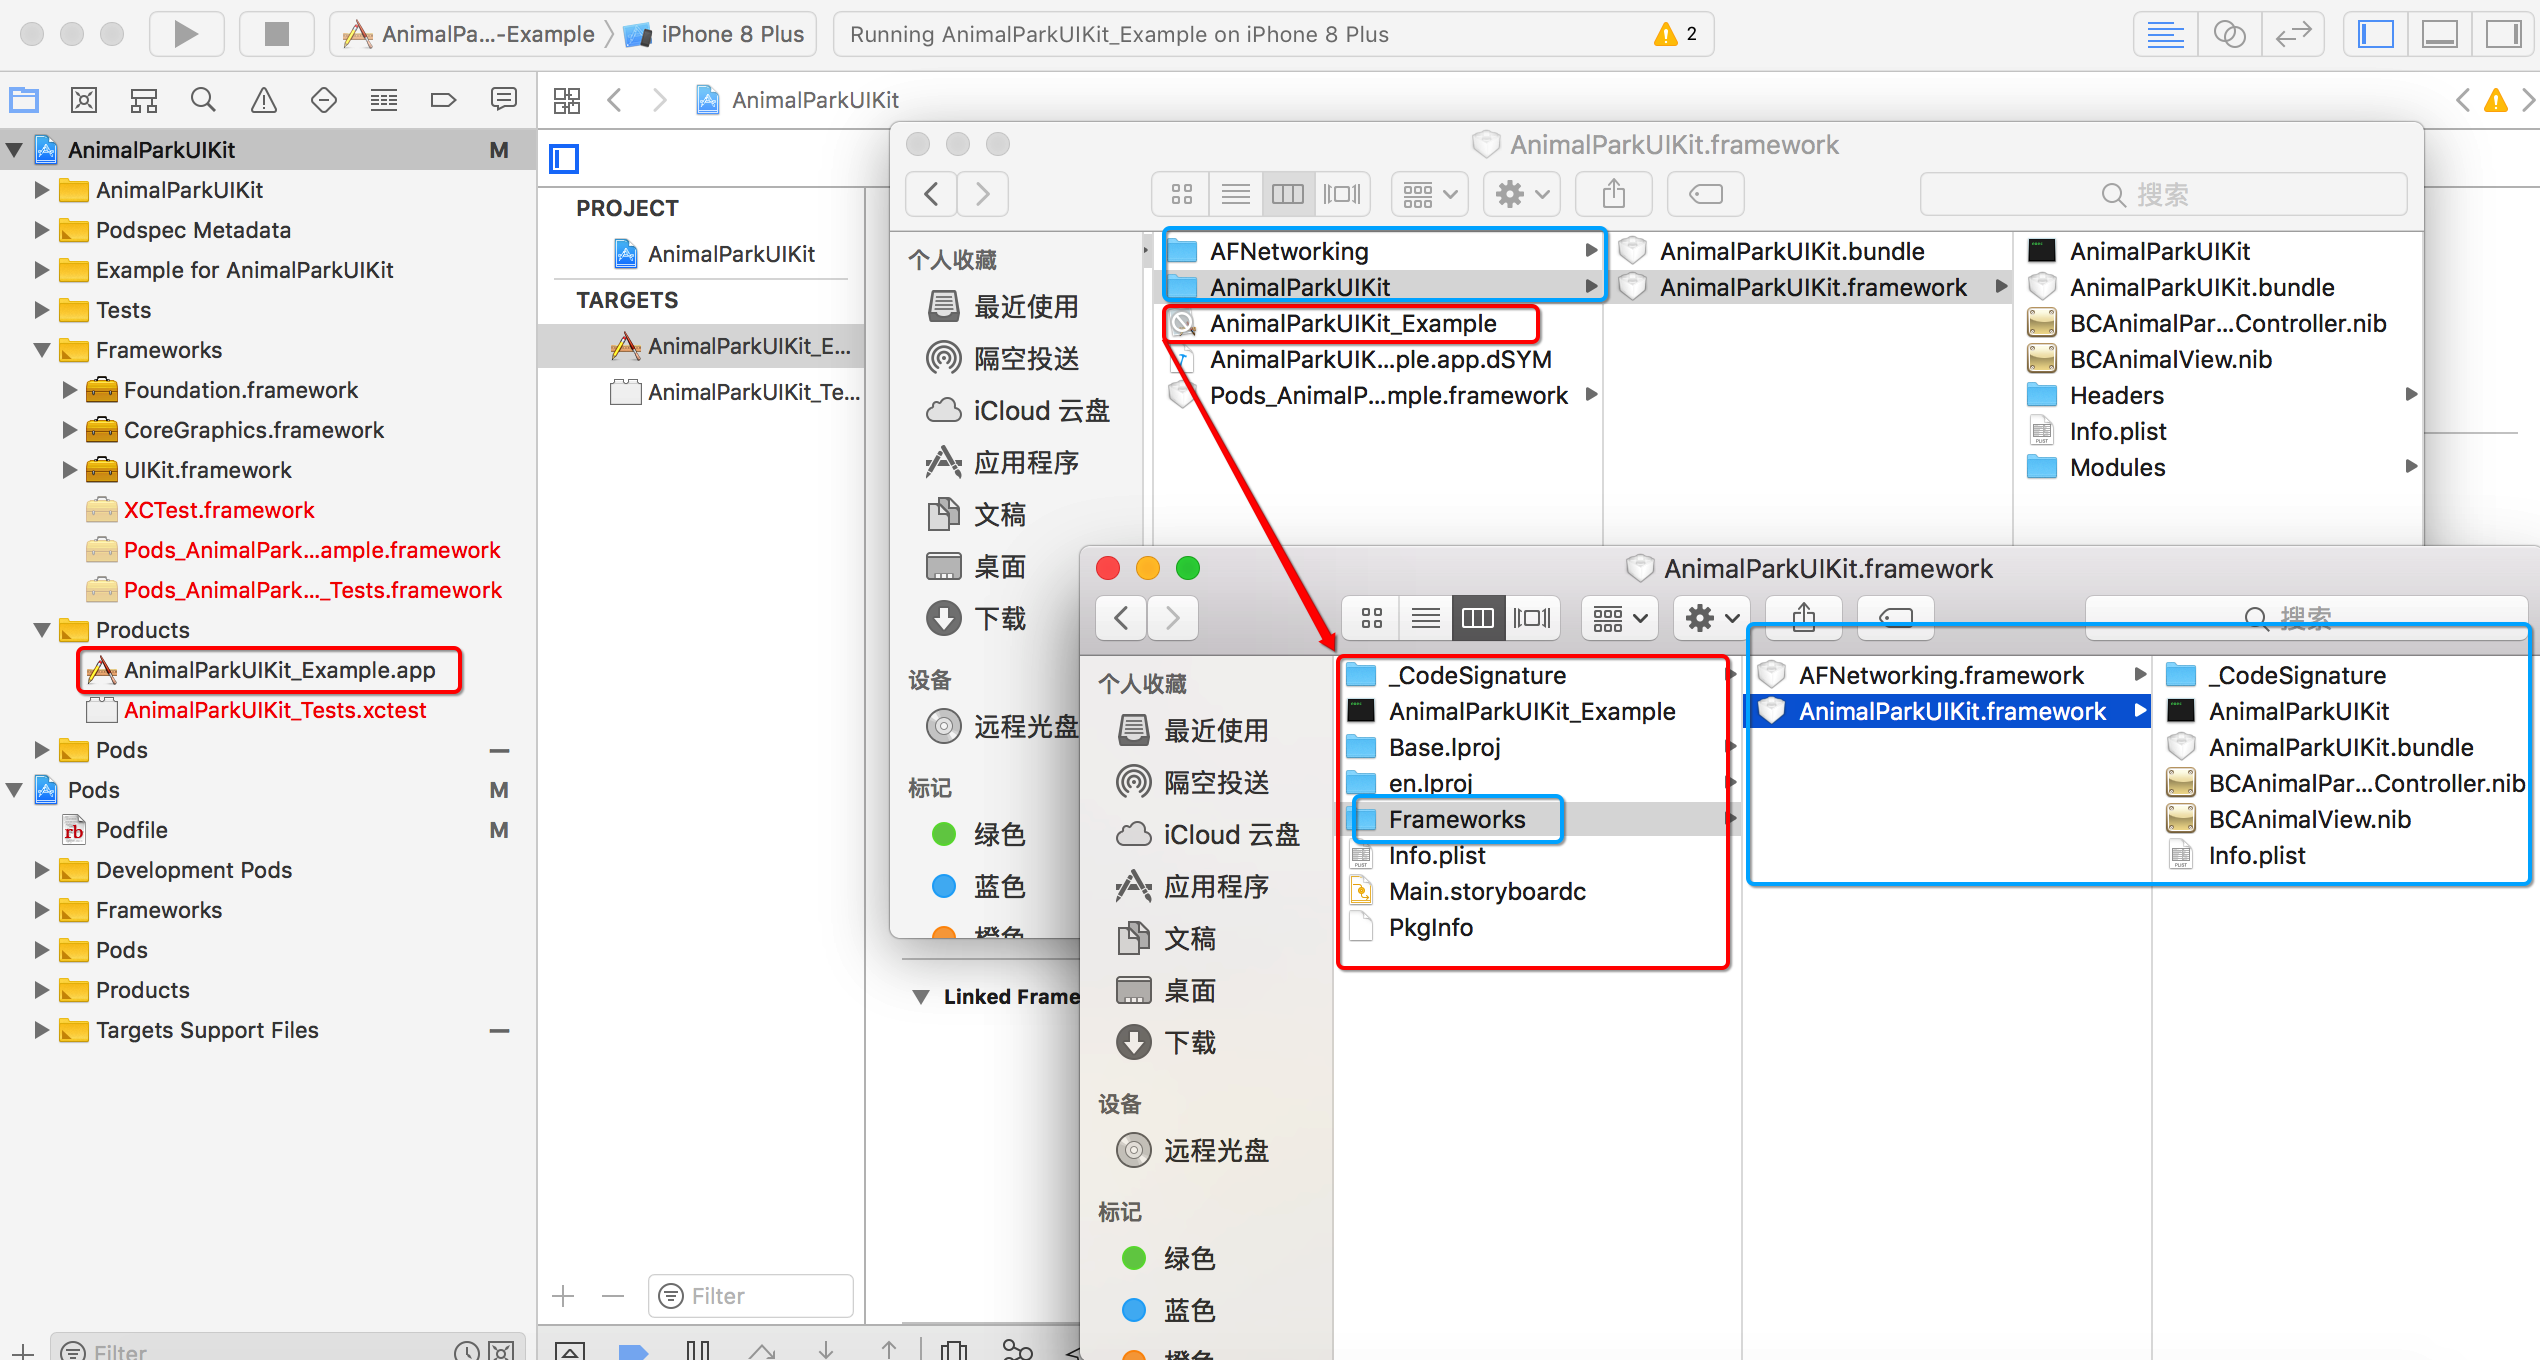 AnimalPa...-Example
iPhone 8 Plus
Running AnimalParkUIKit_Example on iPhone 8 Plus
2
AnimalParkUIKit
AnimalParkUIKit M
AnimalParkUIKit
Podspec Metadata
Example for AnimalParkUIKit
Tests
Frameworks
Foundation.framework
CoreGraphics.framework
UIKit.framework
XCTest.framework
Pods_AnimalPark...ample.framework
Pods_AnimalPark..._Tests.framework
Products
AnimalParkUIKit_Example.app
AnimalParkUIKit_Tests.xctest
Pods
Pods M
Podfile M
Development Pods
Frameworks
Pods
Products
Targets Support Files
Filter
PROJECT
AnimalParkUIKit
TARGETS
AnimalParkUIKit_E...
AnimalParkUIKit_Te...
Filter
Linked Frame
AnimalParkUIKit.framework
搜索
个人收藏
最近使用
隔空投送
iCloud 云盘
应用程序
文稿
桌面
下载
设备
远程光盘
标记
绿色
蓝色
橙色
AFNetworking
AnimalParkUIKit
AnimalParkUIKit_Example
AnimalParkUIK...ple.app.dSYM
Pods_AnimalP...mple.framework
AnimalParkUIKit.bundle
AnimalParkUIKit.framework
AnimalParkUIKit
AnimalParkUIKit.bundle
BCAnimalPar...Controller.nib
BCAnimalView.nib
Headers
Info.plist
Modules
AnimalParkUIKit.framework
搜索
个人收藏
最近使用
隔空投送
iCloud 云盘
应用程序
文稿
桌面
下载
设备
远程光盘
标记
绿色
蓝色
橙色
_CodeSignature
AnimalParkUIKit_Example
Base.lproj
en.lproj
Frameworks
Info.plist
Main.storyboardc
PkgInfo
AFNetworking.framework
AnimalParkUIKit.framework
_CodeSignature
AnimalParkUIKit
AnimalParkUIKit.bundle
BCAnimalPar...Controller.nib
BCAnimalView.nib
Info.plist